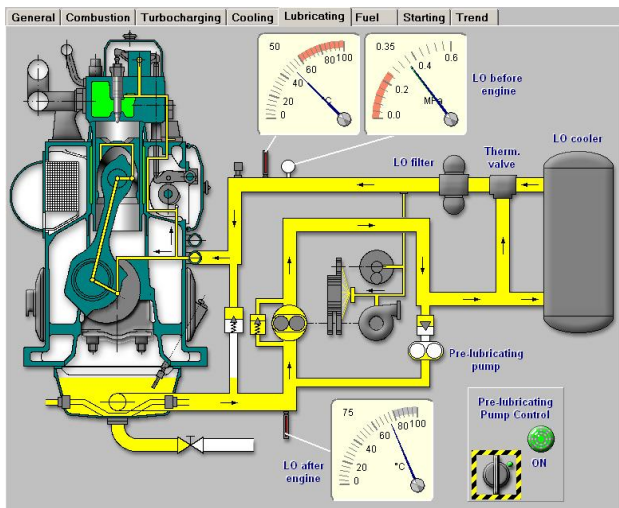 General Combustion Turbocharging Cooling Lubricating Fuel Starting Trend
50
60
80
100
40
20
0
°C
0.35
0.4
0.6
0.2
0.0
MPa
LO before
engine
LO filter
Therm.
valve
LO cooler
Pre-lubricating
pump
75
80
100
60
40
20
0
°C
LO after
engine
Pre-lubricating
Pump Control
ON